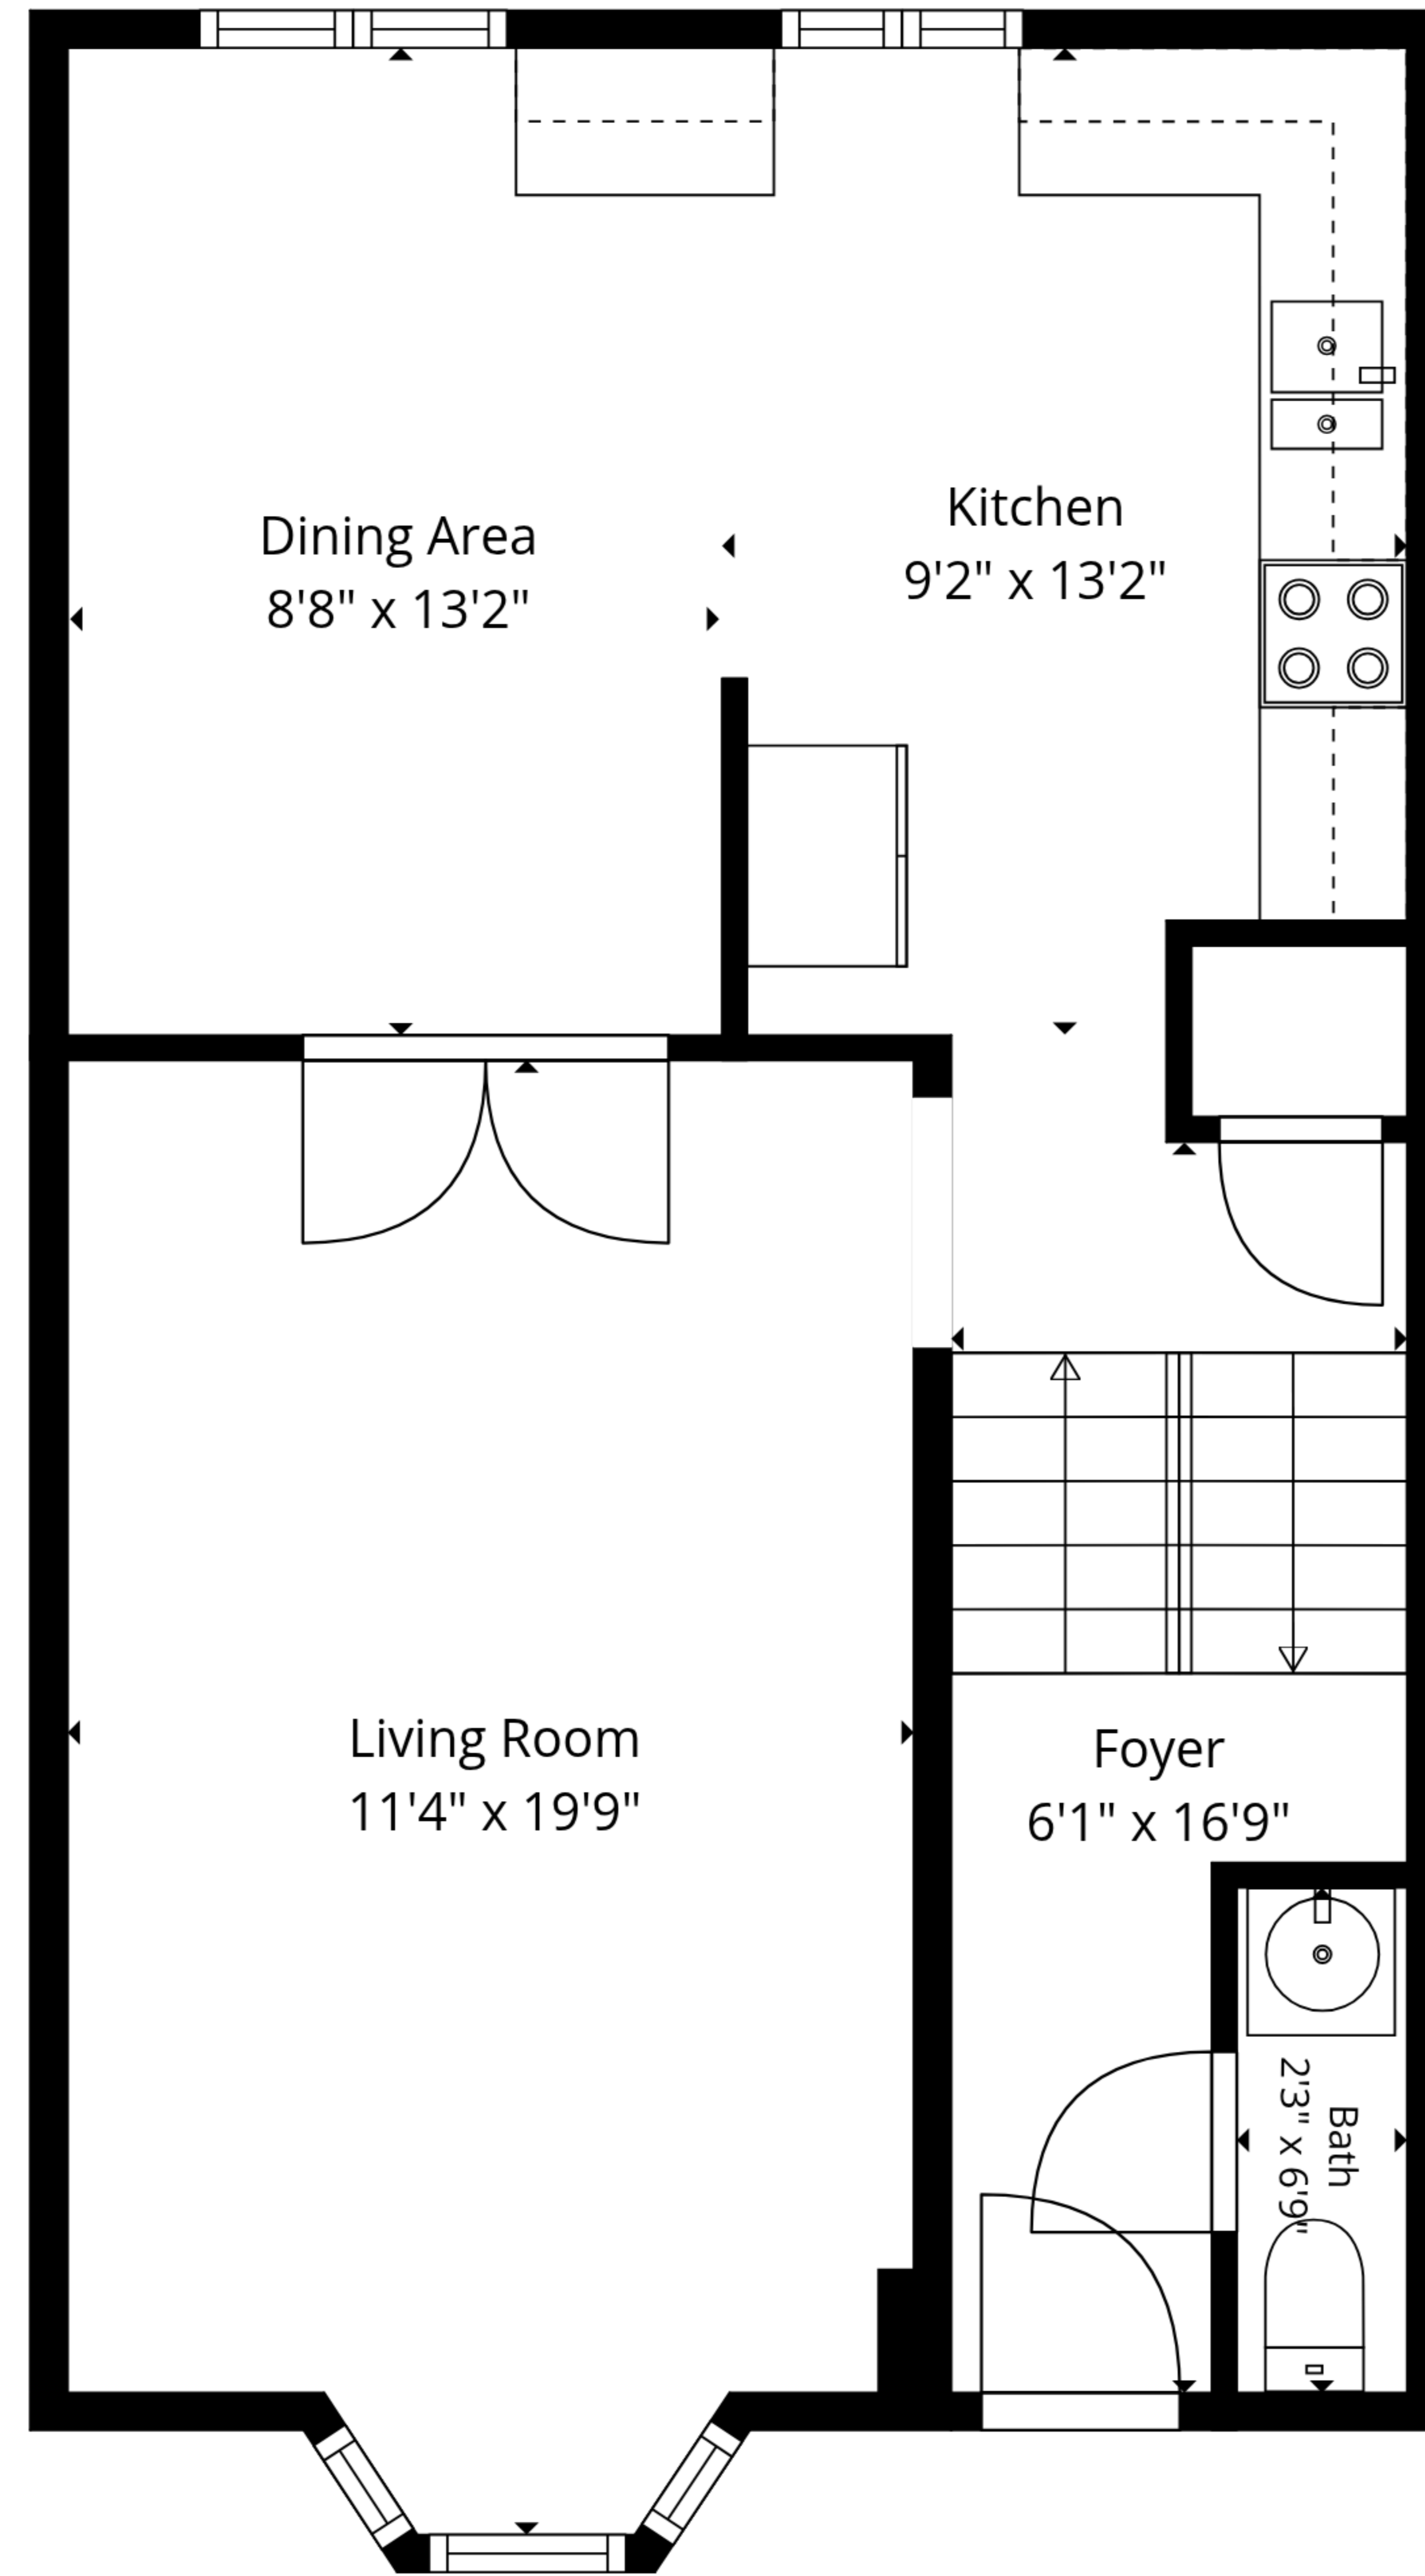 Dining Area
8'8" x 13'2"
Kitchen
9'2" x 13'2"
Living Room
11'4" x 19'9"
Foyer
6'1" x 16'9"
Bath
2'3" x 6'9"